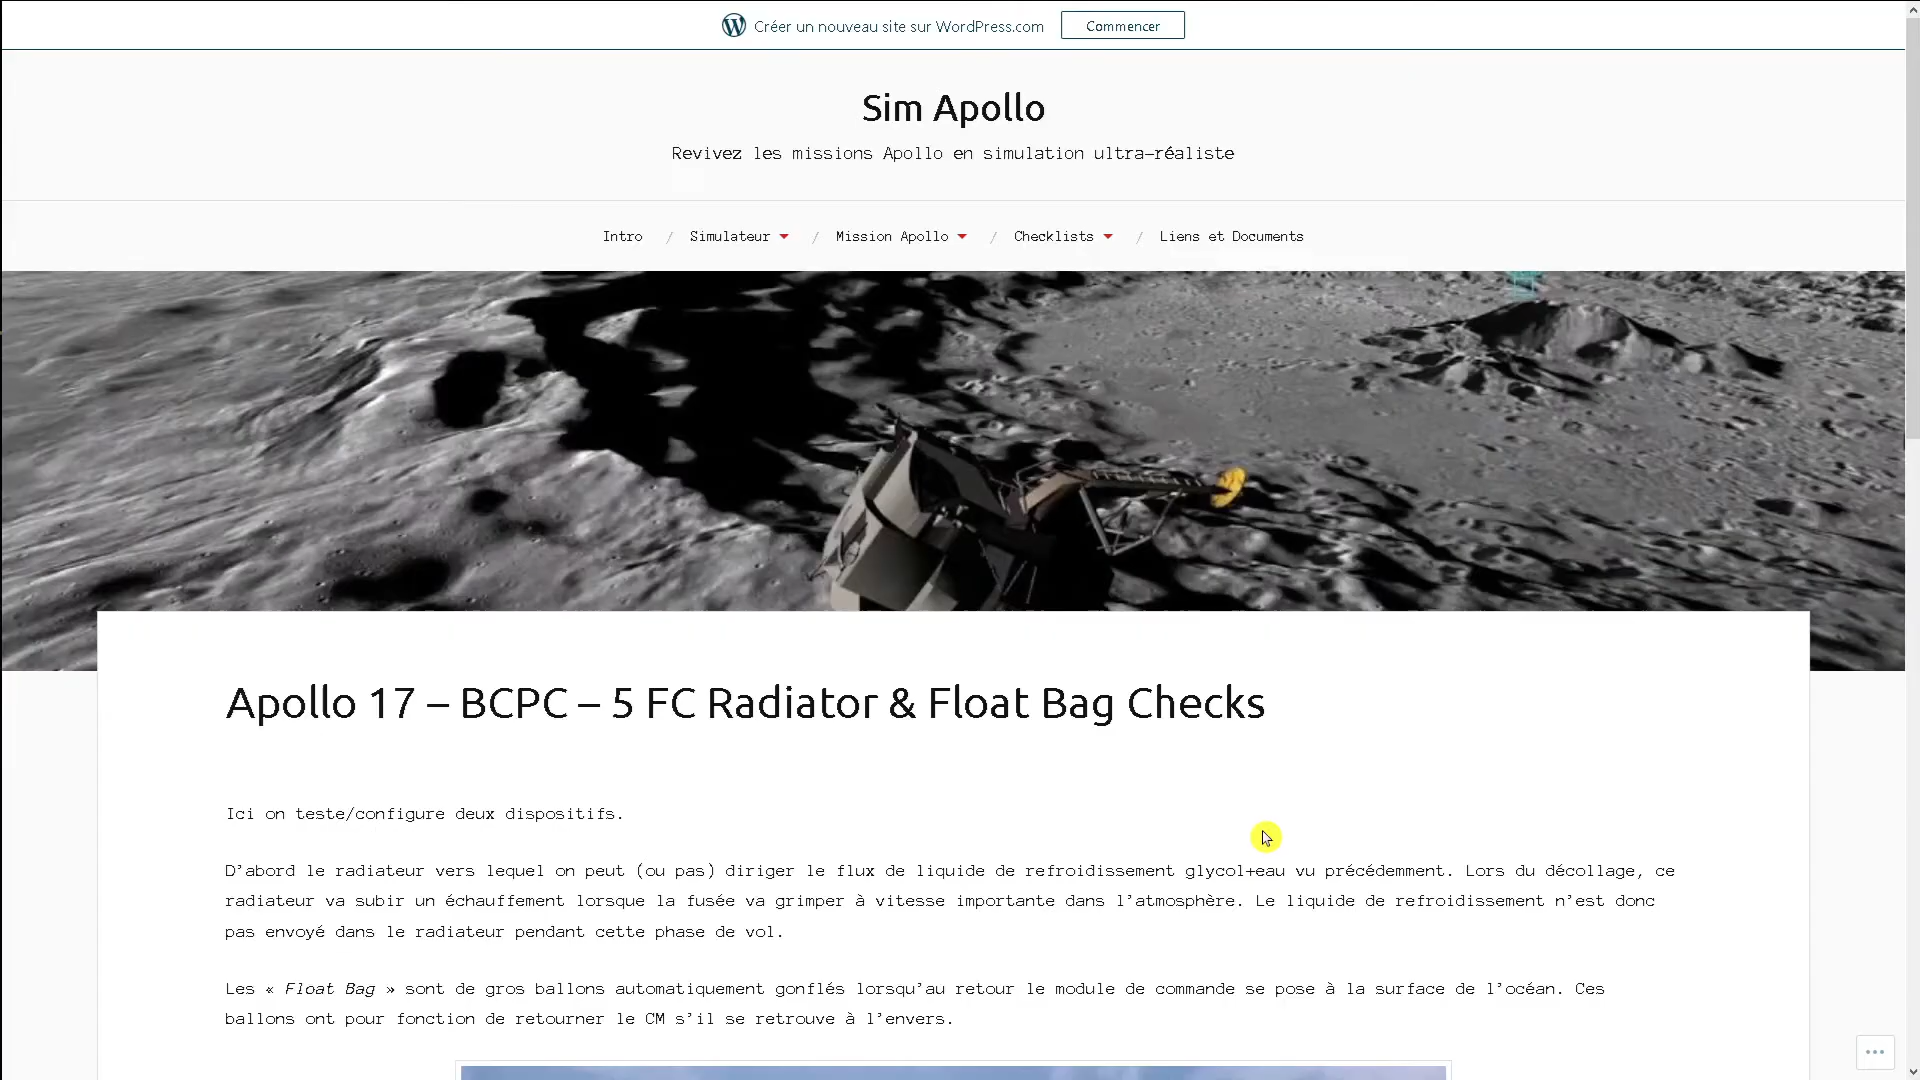 Créer un nouveau site sur WordPress.com
Commencer
Sim Apollo
Revivez les missions Apollo en simulation ultra-réaliste
Intro / Simulateur / Mission Apollo / Checklists / Liens et Documents
Apollo 17 – BCPC – 5 FC Radiator & Float Bag Checks
Ici on teste/configure deux dispositifs.
D’abord le radiateur vers lequel on peut (ou pas) diriger le flux de liquide de refroidissement glycol+eau vu précédemment. Lors du décollage, ce
radiateur va subir un échauffement lorsque la fusée va grimper à vitesse importante dans l’atmosphère. Le liquide de refroidissement n’est donc
pas envoyé dans le radiateur pendant cette phase de vol.
Les « Float Bag » sont de gros ballons automatiquement gonflés lorsqu’au retour le module de commande se pose à la surface de l’océan. Ces
ballons ont pour fonction de retourner le CM s’il se retrouve à l’envers.